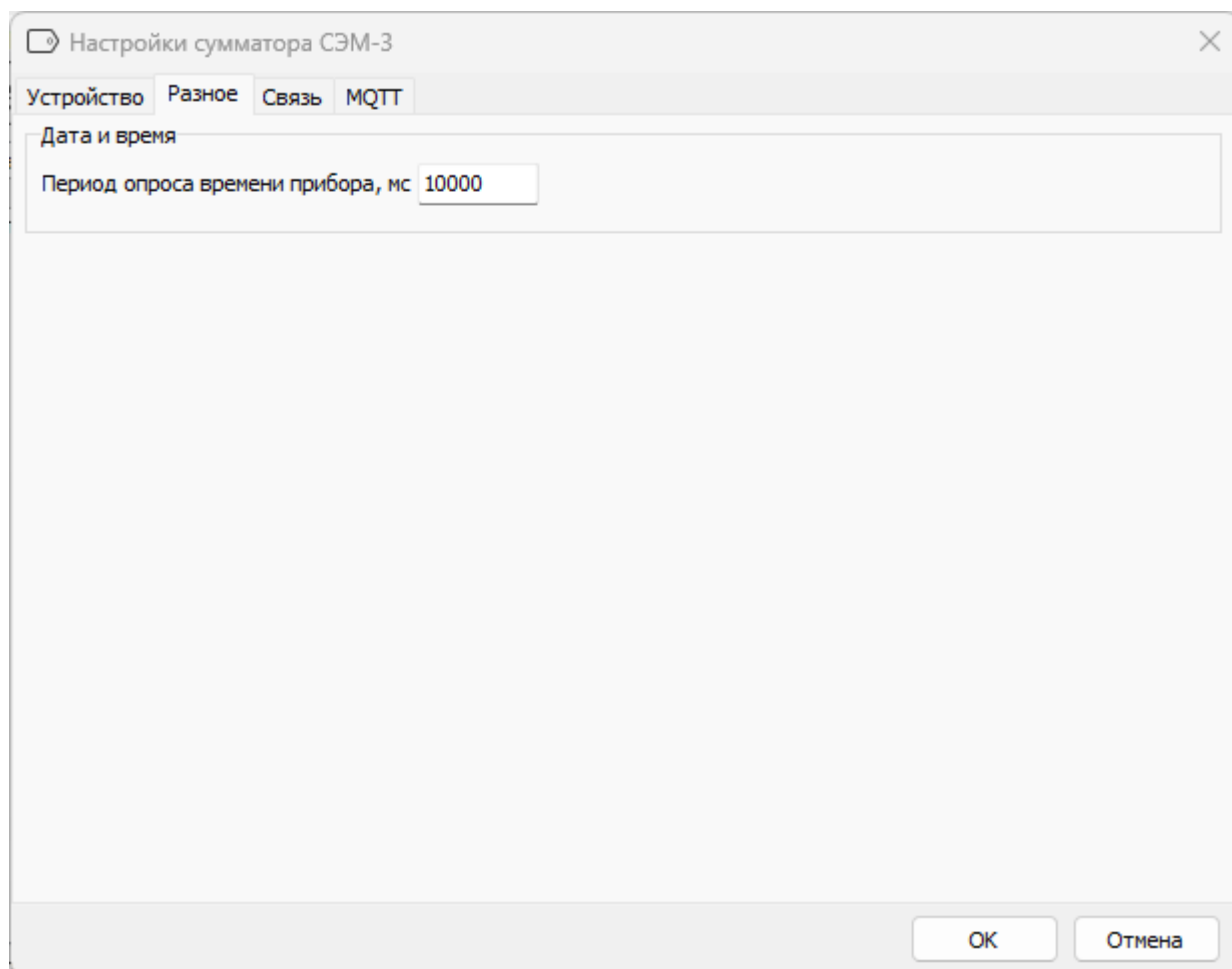 Настройки сумматора СЭМ-3
Устройство Разное Связь MQTT
Дата и время
Период опроса времени прибора, мс 10000
OK Отмена